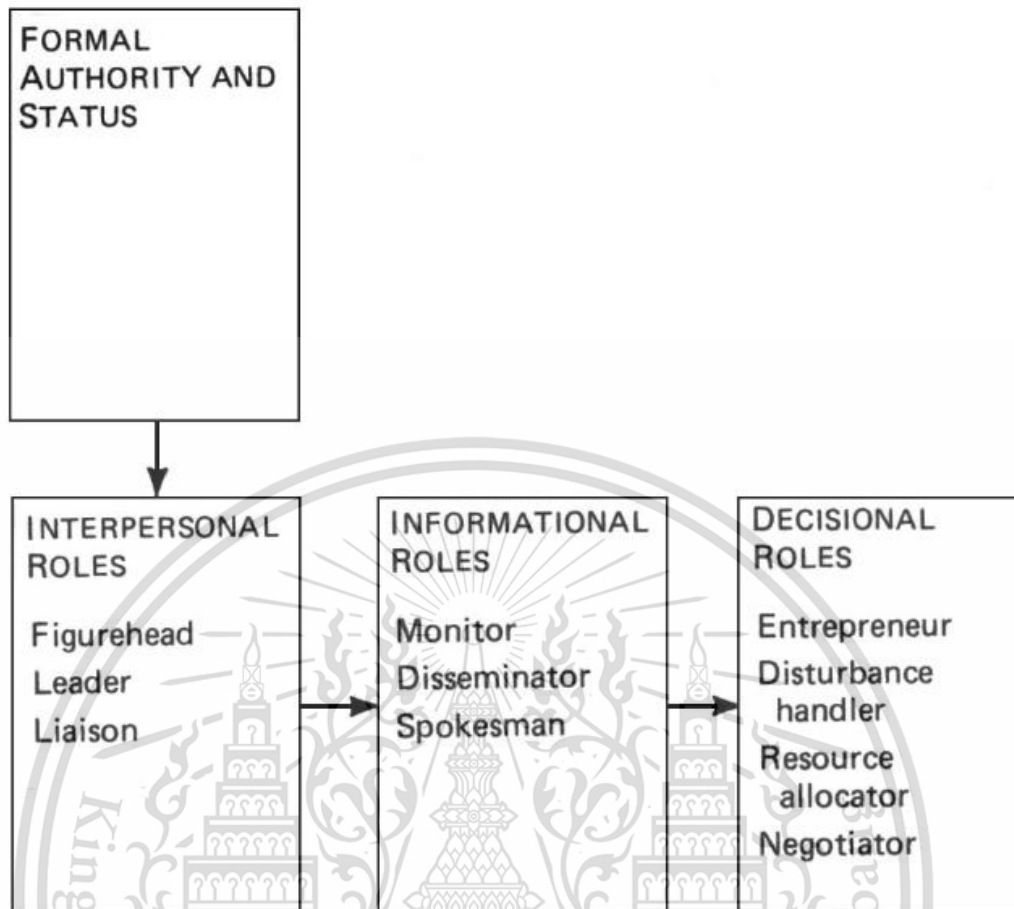 FORMAL
AUTHORITY AND
STATUS
INTERPERSONAL
ROLES
Figurehead
Leader
Liaison
INFORMATIONAL
ROLES
Monitor
Disseminator
Spokesman
DECISIONAL
ROLES
Entrepreneur
Disturbance
handler
Resource
allocator
Negotiator
King